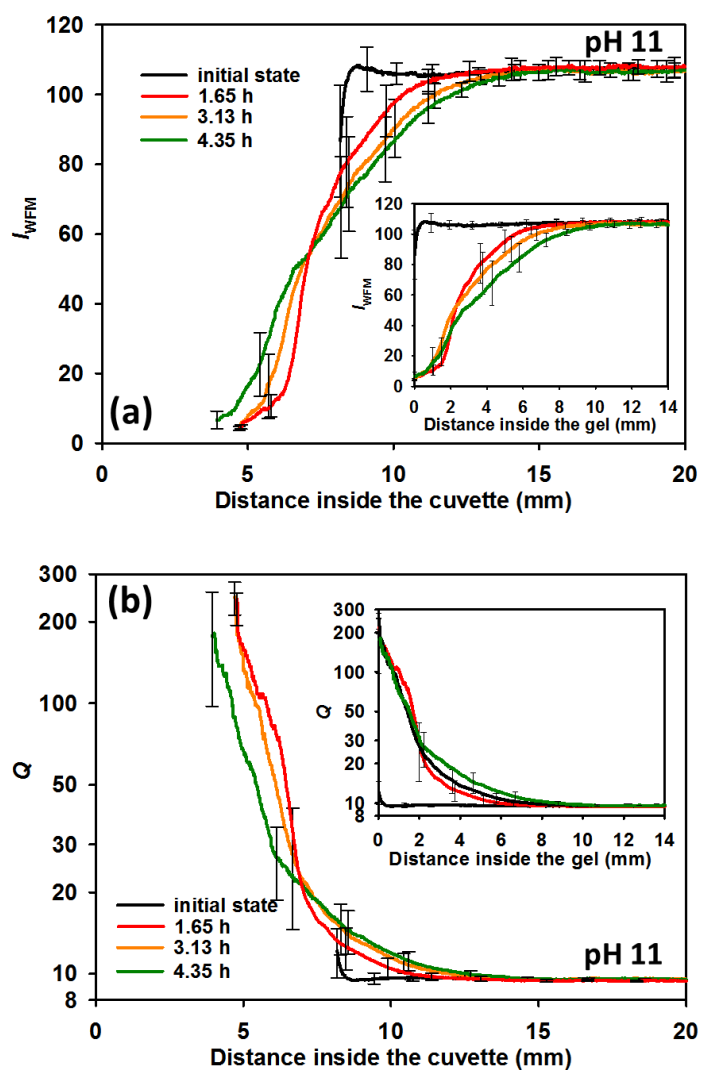 120
100
80
60
40
20
0
I_WFM
pH 11
initial state
1.65 h
3.13 h
4.35 h
(a)
120
100
80
60
40
20
0
I_WFM
0 2 4 6 8 10 12 14
Distance inside the gel (mm)
0 5 10 15 20
Distance inside the cuvette (mm)
300
200
100
50
30
20
10
8
Q
(b)
300
200
100
50
30
20
10
8
Q
0 2 4 6 8 10 12 14
Distance inside the gel (mm)
initial state
1.65 h
3.13 h
4.35 h
pH 11
0 5 10 15 20
Distance inside the cuvette (mm)